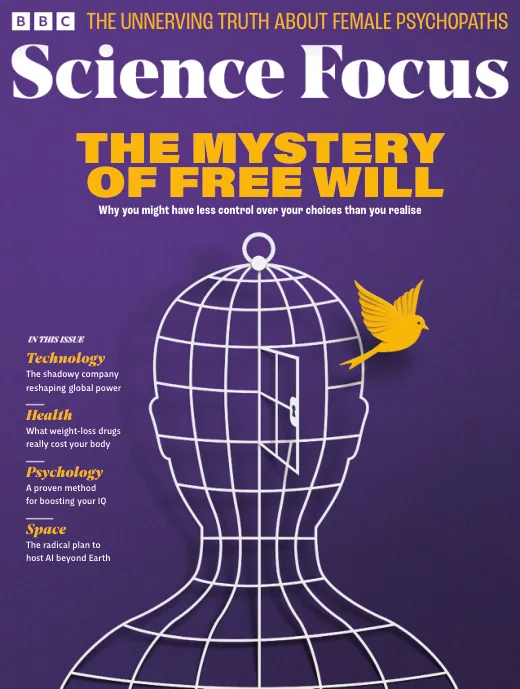 BBC THE UNNERVING TRUTH ABOUT FEMALE PSYCHOPATHS
Science Focus
THE MYSTERY
OF FREE WILL
Why you might have less control over your choices than you realise
IN THIS ISSUE
Technology
The shadowy company
reshaping global power
Health
What weight-loss drugs
really cost your body
Psychology
A proven method
for boosting your IQ
Space
The radical plan to
host AI beyond Earth